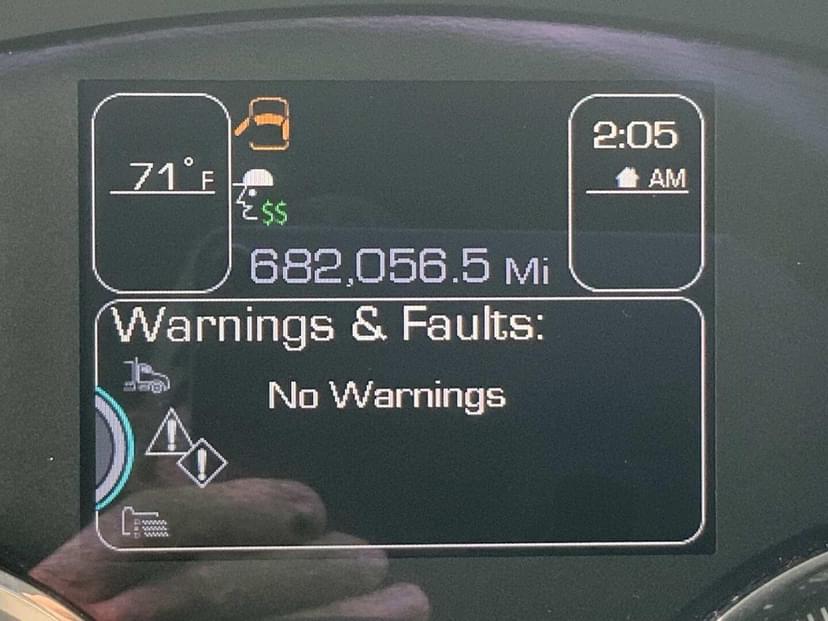 71° F
$$
2:05
AM
682,056.5 Mi
Warnings & Faults:
No Warnings